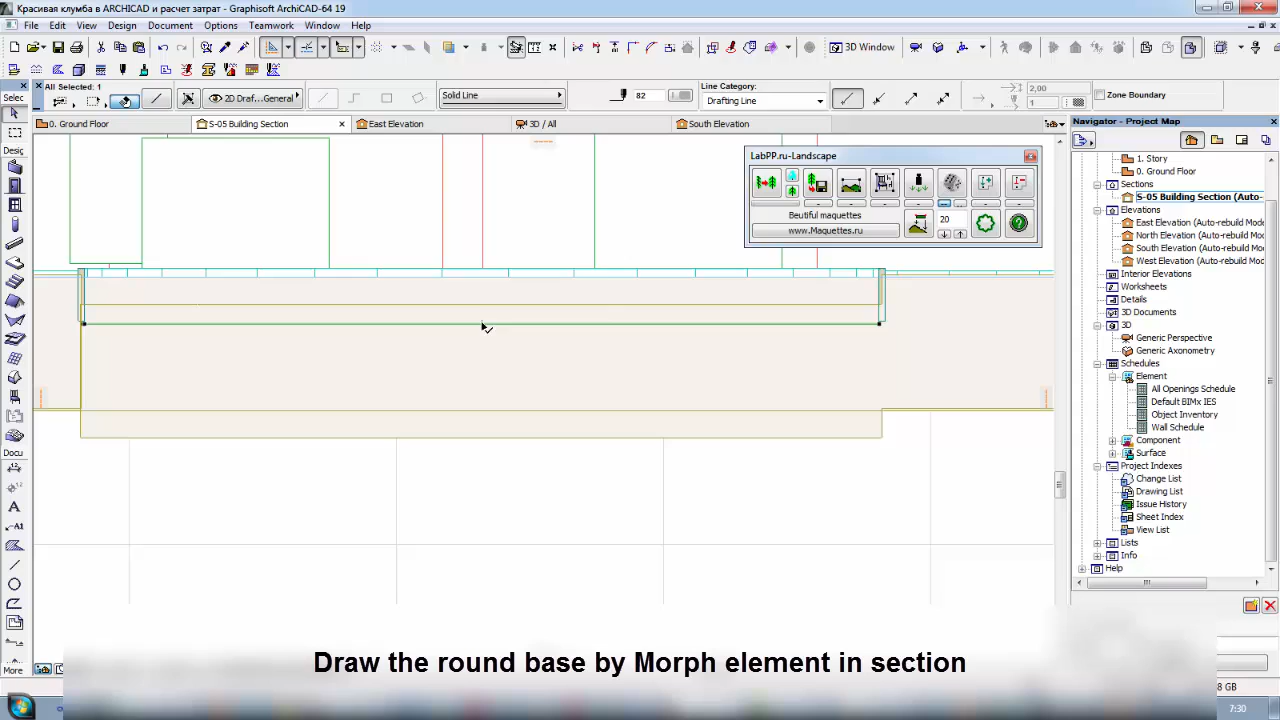 Красивая клумба в ARCHICAD и расчет затрат - Graphisoft ArchiCAD-64 19
File Edit View Design Document Options Teamwork Window Help
3D Window
Selec
All Selected: 1
2D Draf...General
Solid Line
82
Line Category:
Drafting Line
2,00
1
Zone Boundary
0. Ground Floor
S-05 Building Section
East Elevation
3D / All
South Elevation
Desig
Docu
More
LabPP.ru-Landscape
Beutiful maquettes
www.Maquettes.ru
20
Navigator - Project Map
1. Story
0. Ground Floor
Sections
S-05 Building Section (Auto-
Elevations
East Elevation (Auto-rebuild Mode
North Elevation (Auto-rebuild Mod
South Elevation (Auto-rebuild Mod
West Elevation (Auto-rebuild Mod
Interior Elevations
Worksheets
Details
3D Documents
3D
Generic Perspective
Generic Axonometry
Schedules
Element
All Openings Schedule
Default BIMx IES
Object Inventory
Wall Schedule
Component
Surface
Project Indexes
Change List
Drawing List
Issue History
Sheet Index
View List
Lists
Info
Help
Draw the round base by Morph element in section
8 GB
7:30